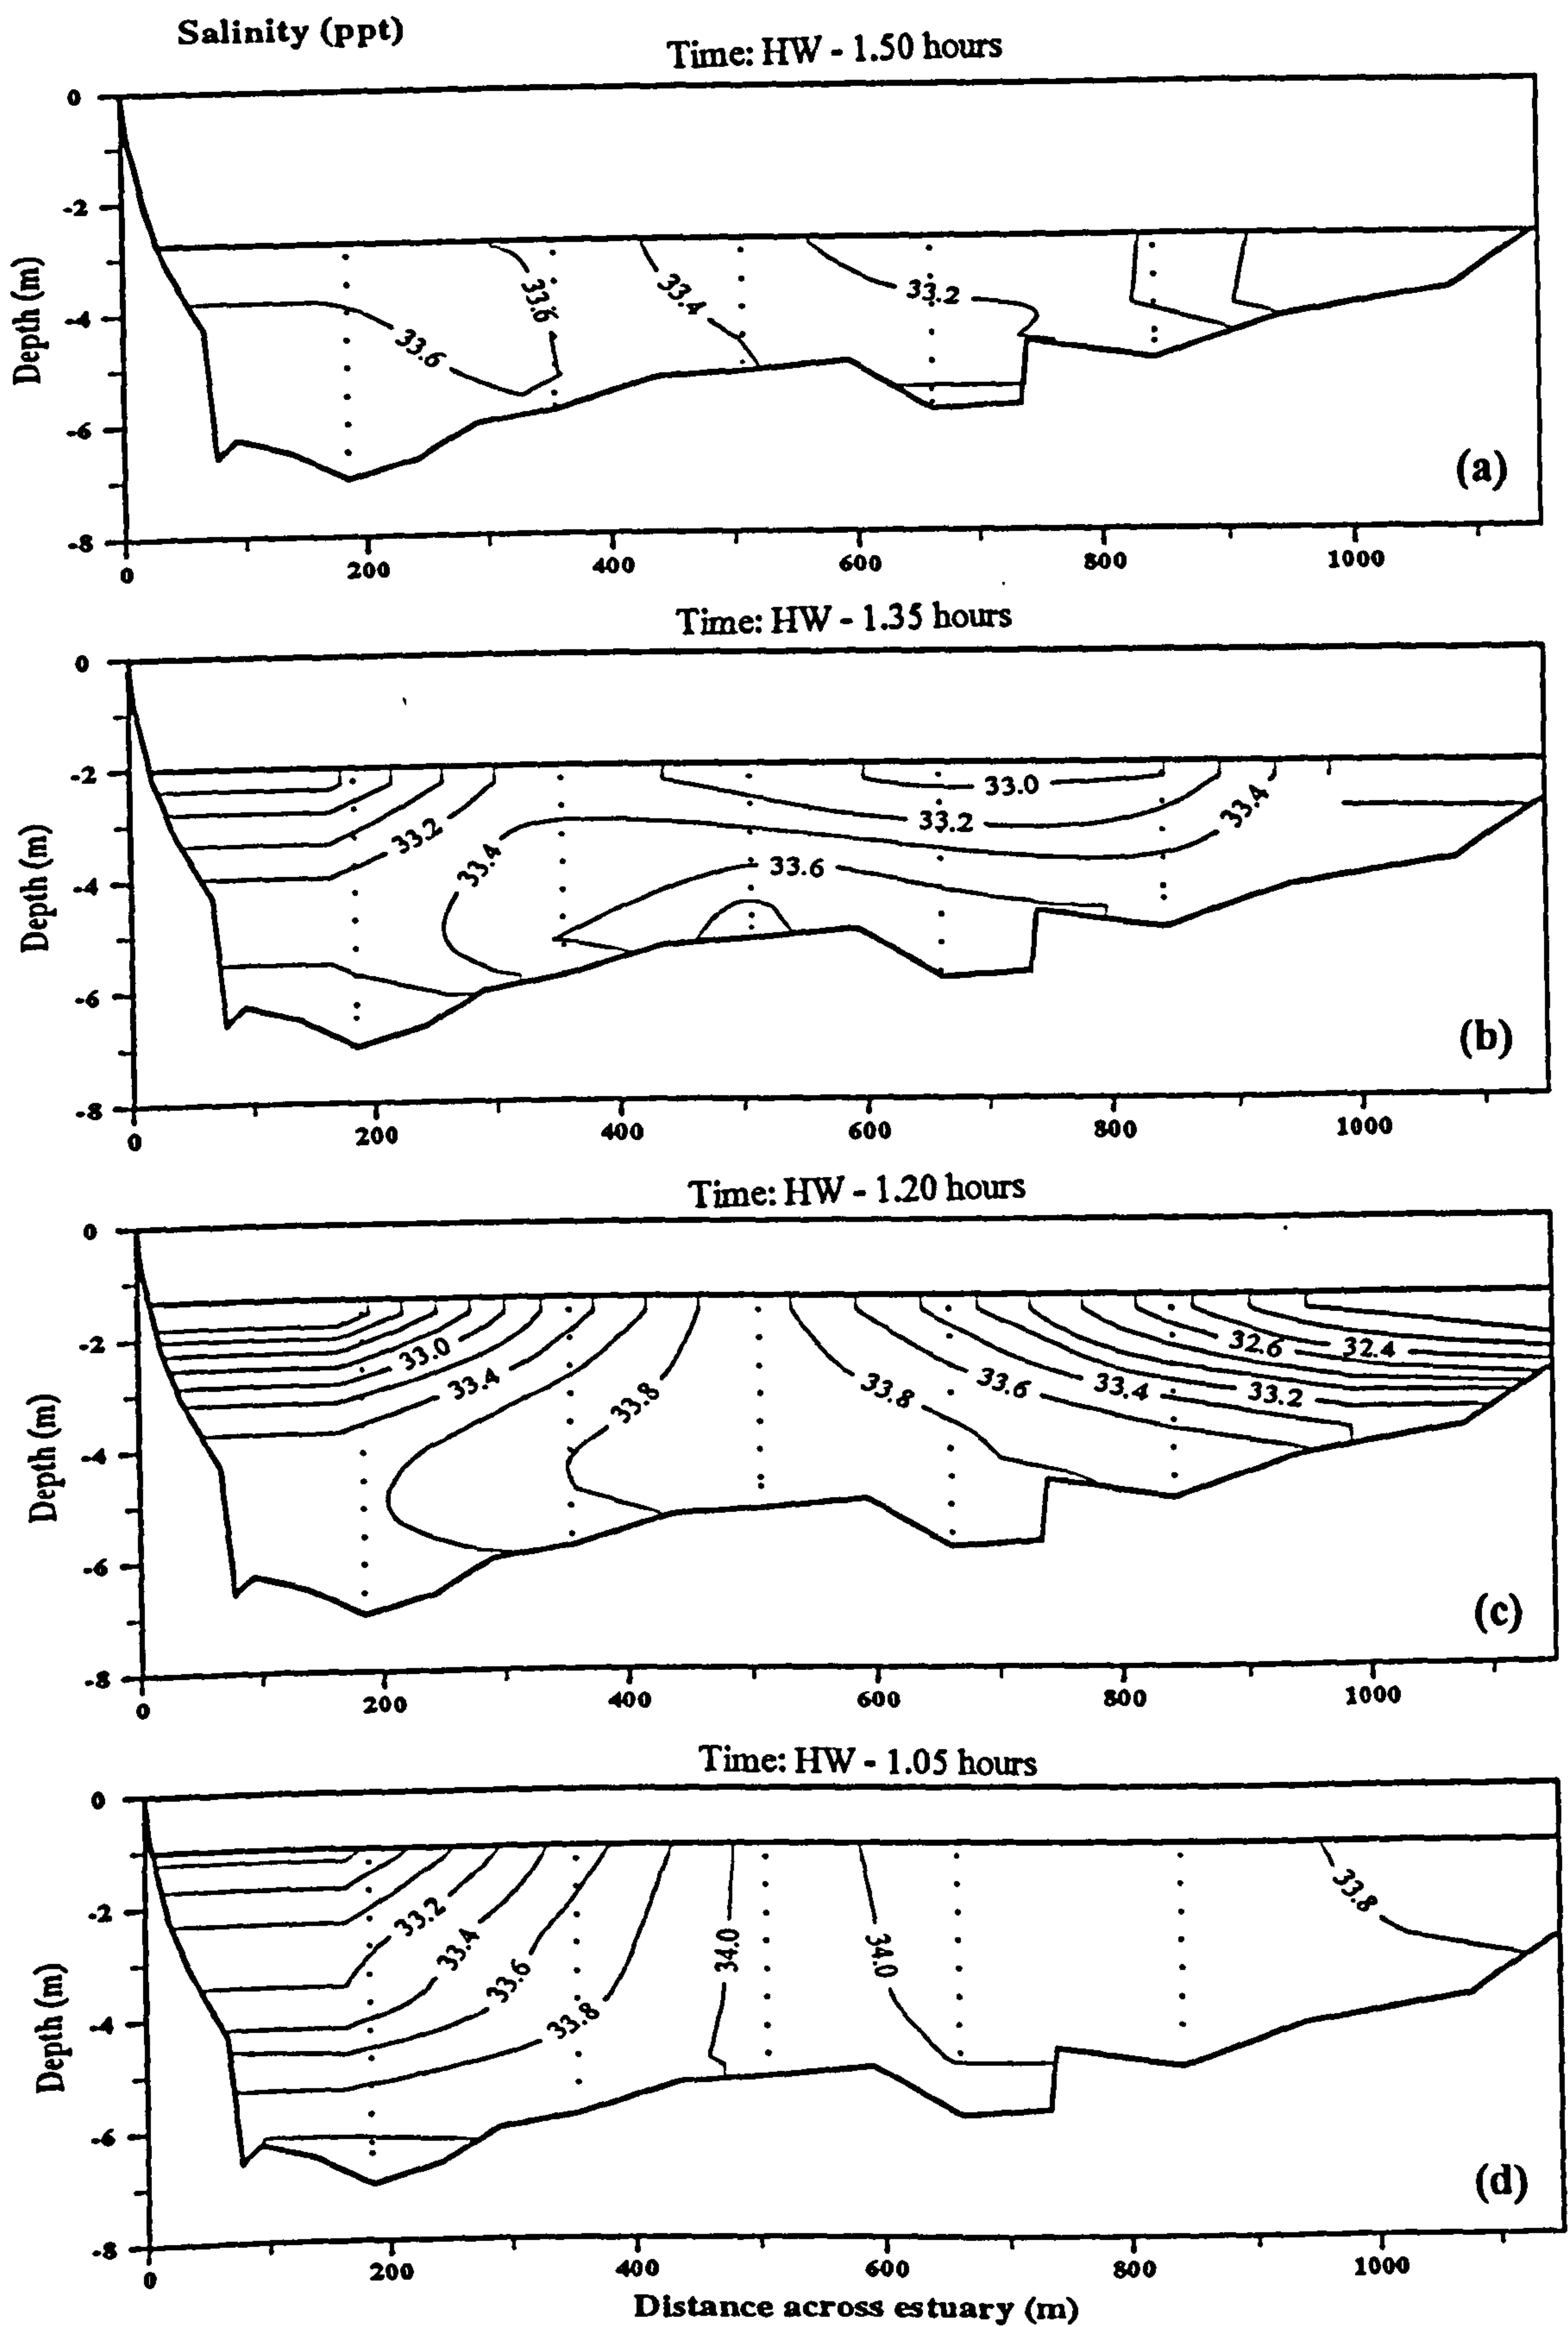 Salinity (ppt)
Time: HW - 1.50 hours
0
-2
-4
-6
-8
Depth (m)
33.6
33.6
33.4
33.2
(a)
0 200 400 600 800 1000
Time: HW - 1.35 hours
0
-2
-4
-6
-8
Depth (m)
33.0
33.2
33.4
33.2
33.4
33.6
(b)
0 200 400 600 800 1000
Time: HW - 1.20 hours
0
-2
-4
-6
-8
Depth (m)
33.0
33.4
33.8
33.8
33.6
33.4
33.2
32.6
32.4
(c)
0 200 400 600 800 1000
Time: HW - 1.05 hours
0
-2
-4
-6
-8
Depth (m)
33.2
33.4
33.6
33.8
34.0
34.0
33.8
(d)
0 200 400 600 800 1000
Distance across estuary (m)